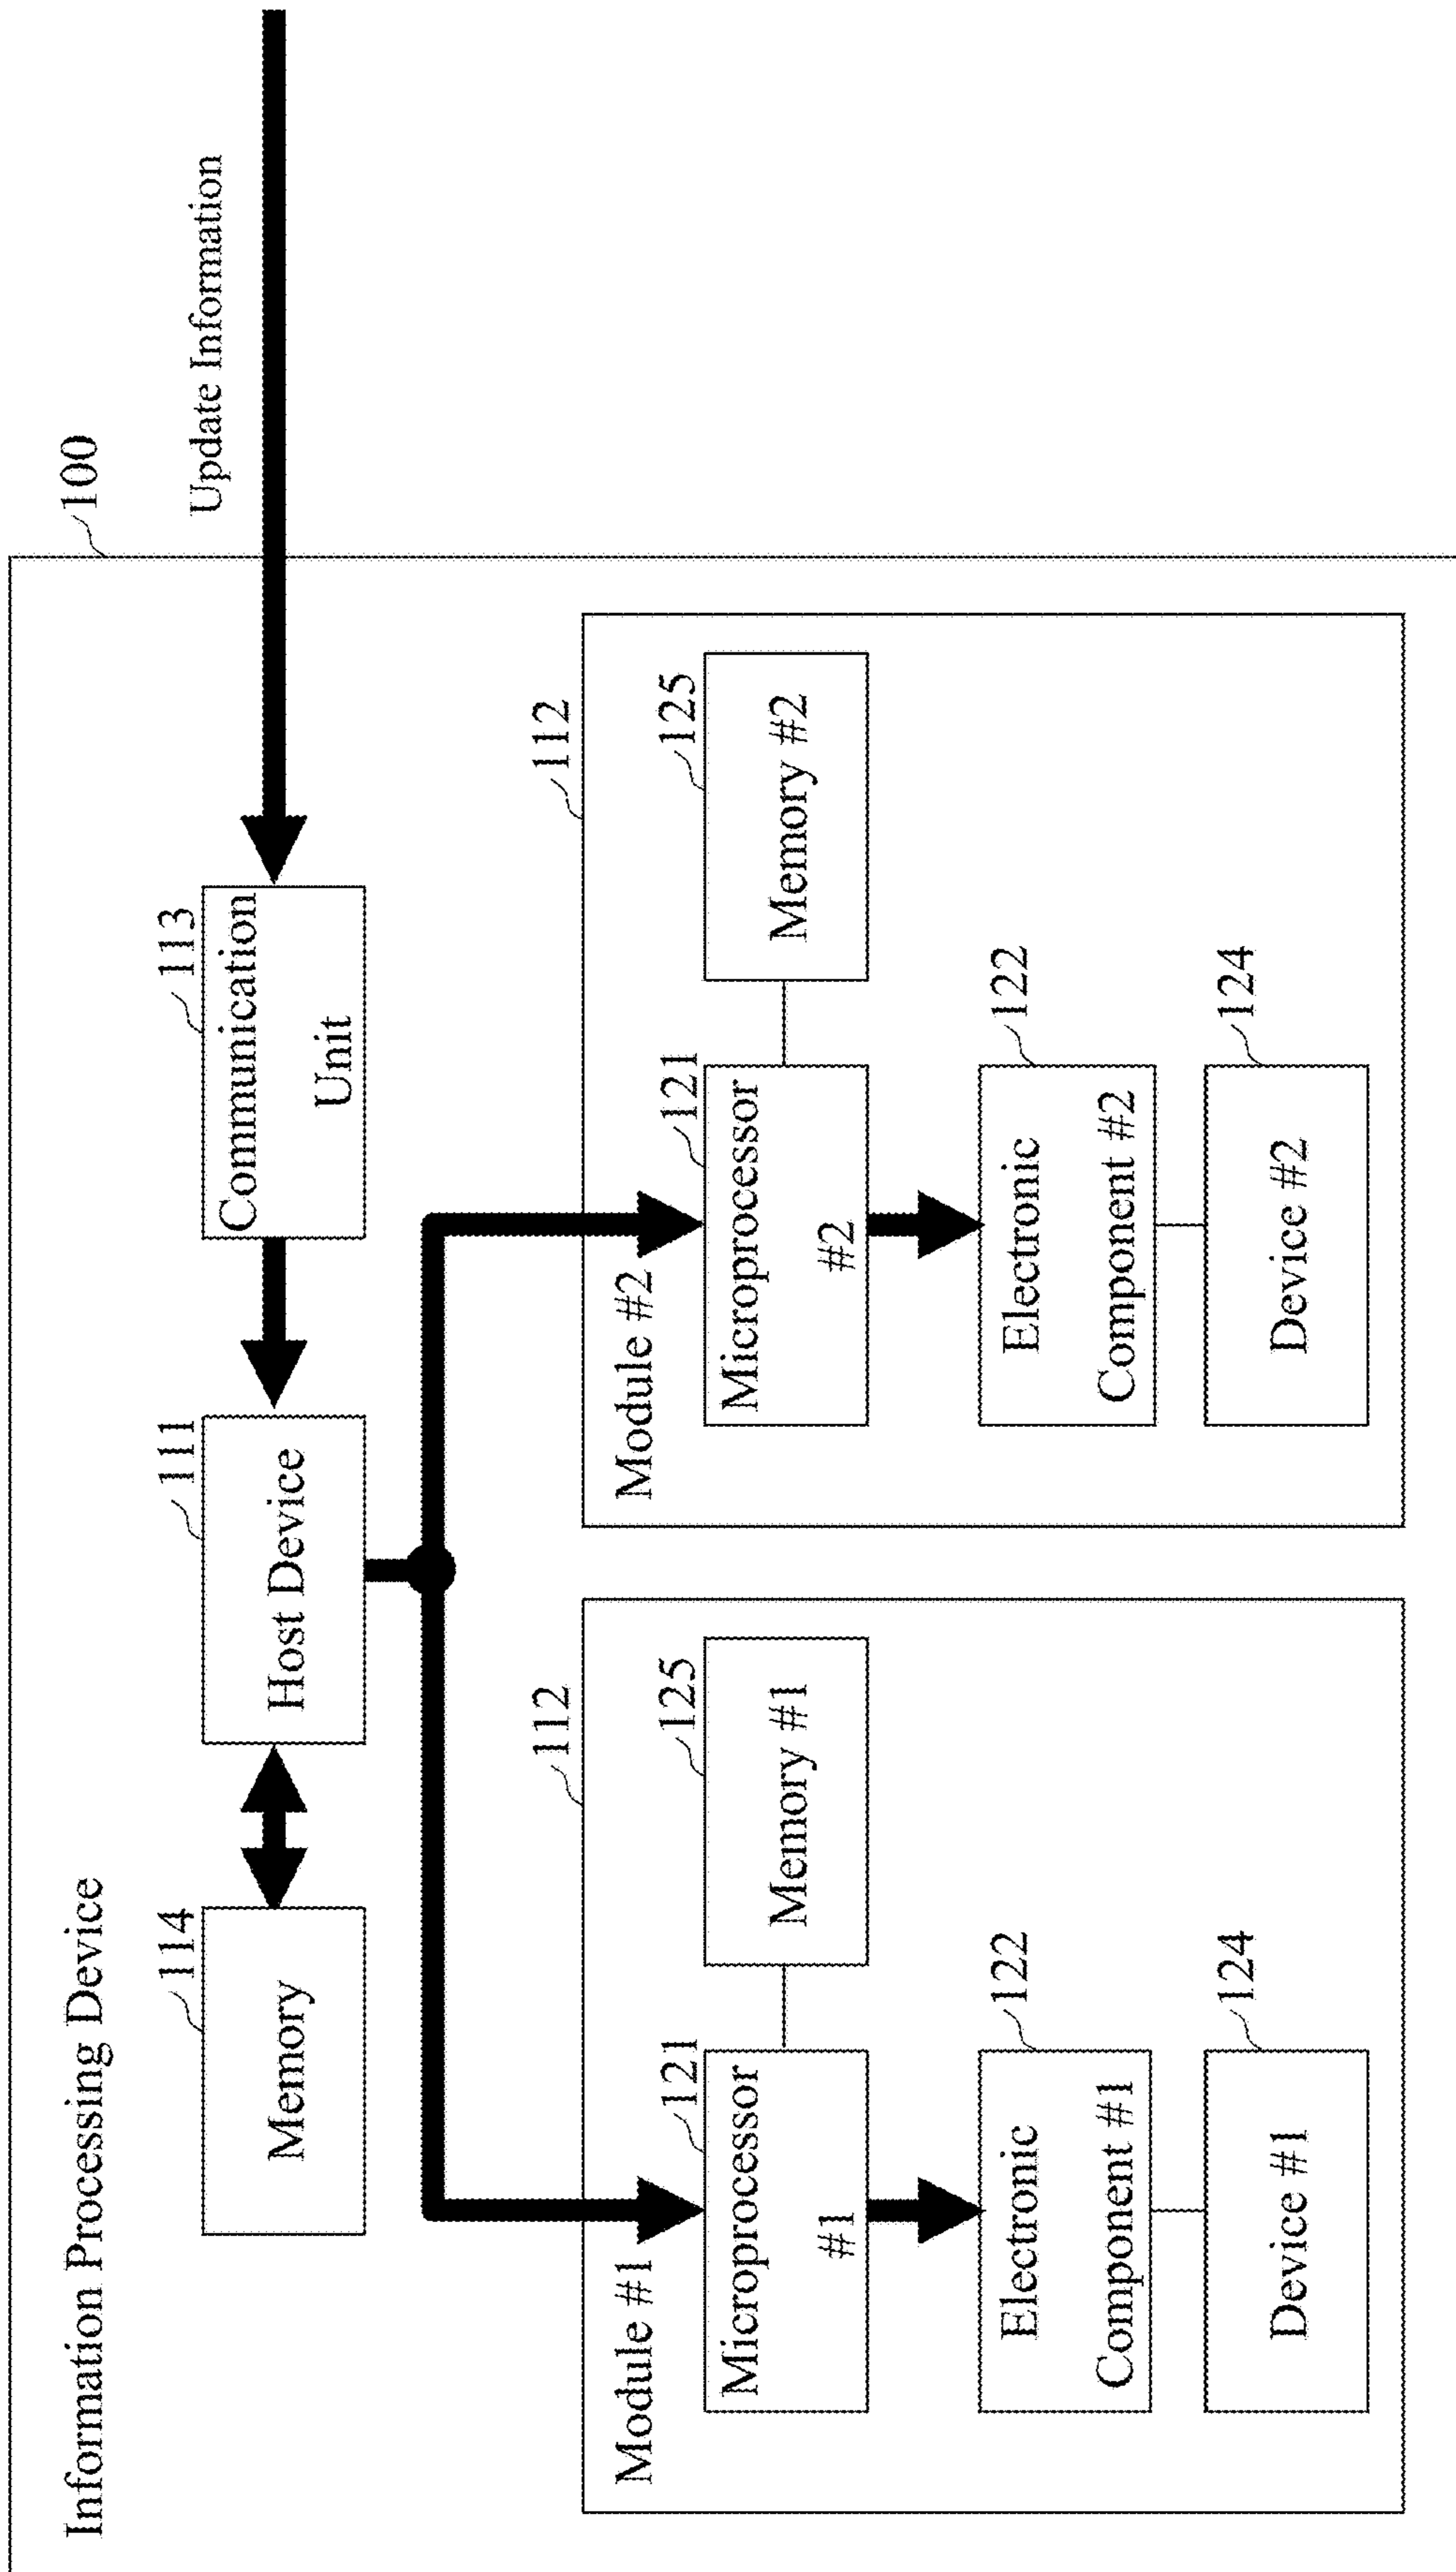 Information Processing Device
100
Update Information
114
Memory
111
Host Device
113
Communication
Unit
112
Module #1
121
Microprocessor
#1
125
Memory #1
122
Electronic
Component #1
124
Device #1
112
Module #2
121
Microprocessor
#2
125
Memory #2
122
Electronic
Component #2
124
Device #2